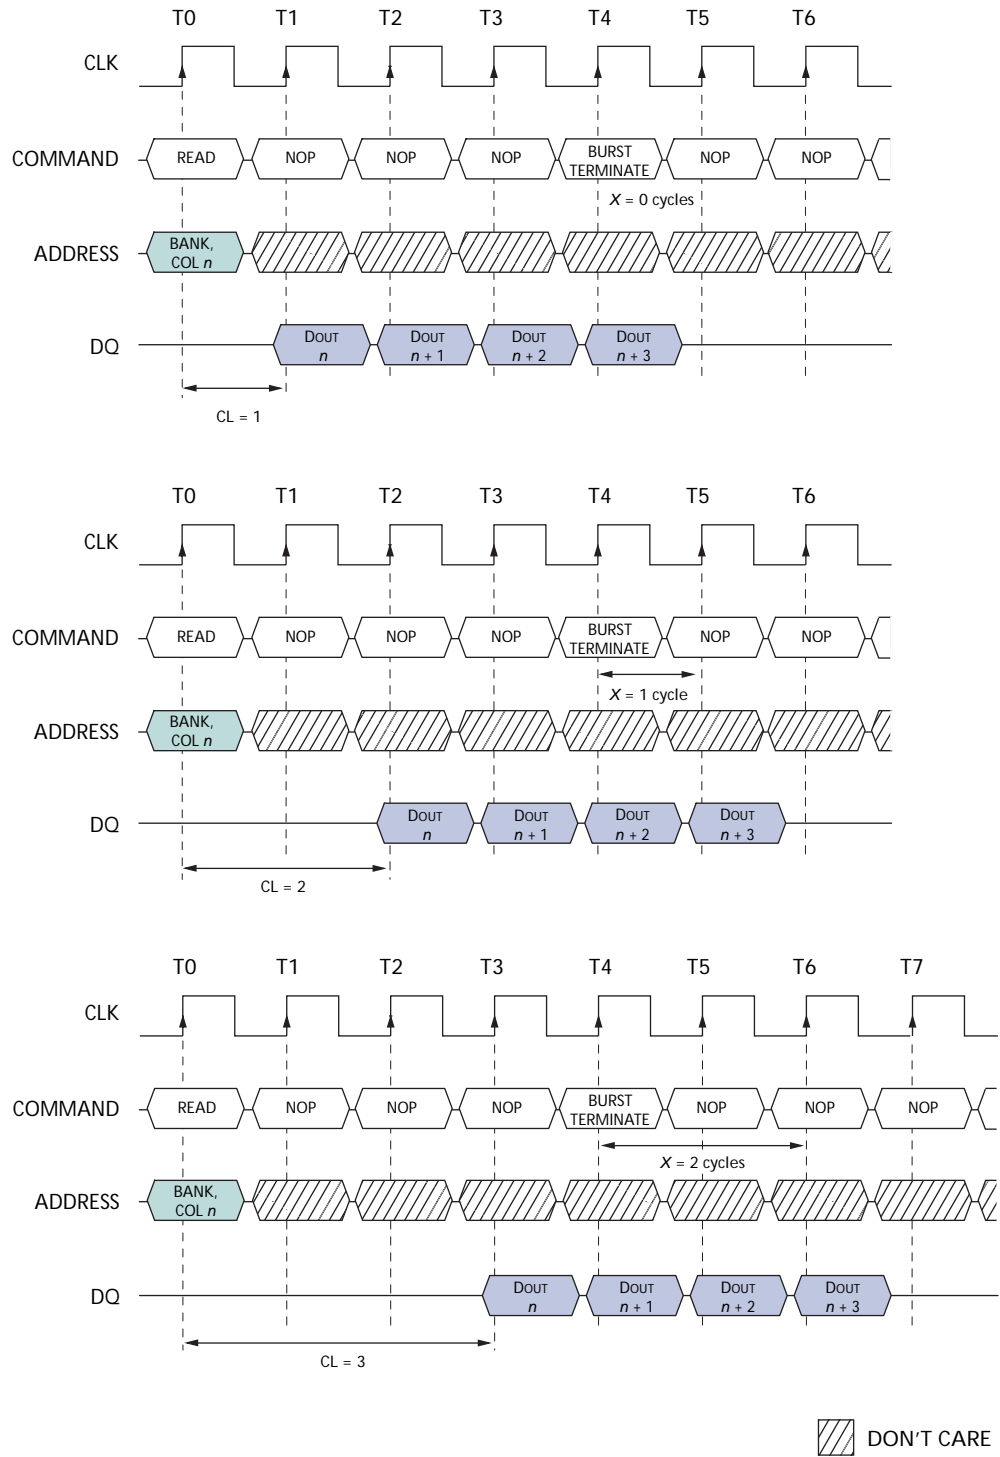 T0 T1 T2 T3 T4 T5 T6
CLK
COMMAND READ NOP NOP NOP BURST TERMINATE NOP NOP
X = 0 cycles
ADDRESS BANK, COL n
DQ DOUT n DOUT n + 1 DOUT n + 2 DOUT n + 3
CL = 1
T0 T1 T2 T3 T4 T5 T6
CLK
COMMAND READ NOP NOP NOP BURST TERMINATE NOP NOP
X = 1 cycle
ADDRESS BANK, COL n
DQ DOUT n DOUT n + 1 DOUT n + 2 DOUT n + 3
CL = 2
T0 T1 T2 T3 T4 T5 T6 T7
CLK
COMMAND READ NOP NOP NOP BURST TERMINATE NOP NOP NOP
X = 2 cycles
ADDRESS BANK, COL n
DQ DOUT n DOUT n + 1 DOUT n + 2 DOUT n + 3
CL = 3
DON'T CARE